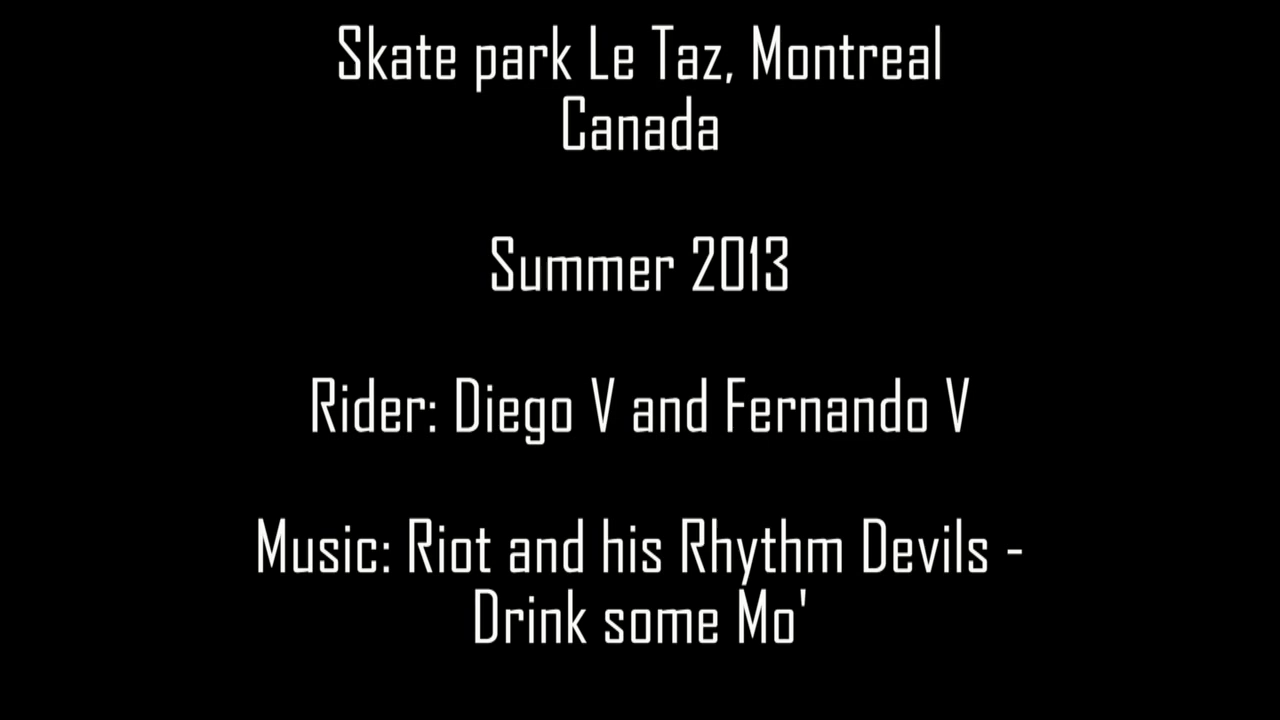 Skate park Le Taz, Montreal
Canada
Summer 2013
Rider: Diego V and Fernando V
Music: Riot and his Rhythm Devils -
Drink some Mo'